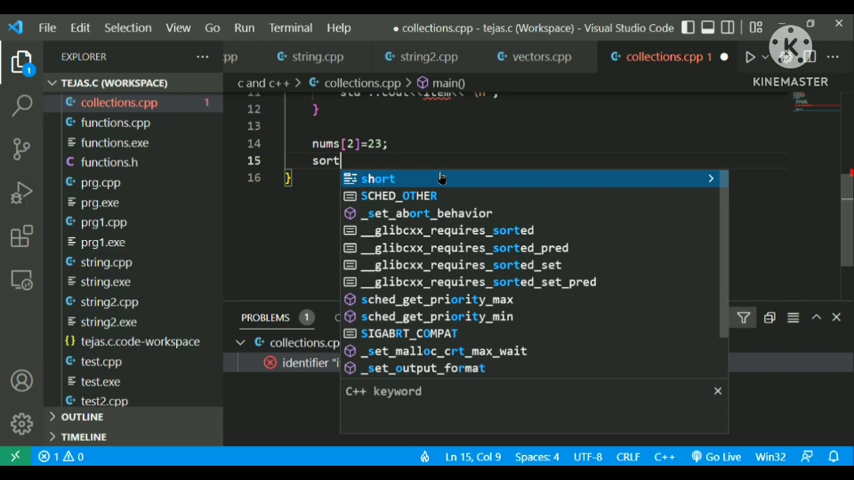 File Edit Selection View Go Run Terminal Help ● collections.cpp - tejas.c (Workspace) - Visual Studio Code
EXPLORER
pp string.cpp string2.cpp vectors.cpp collections.cpp 1
K
KINEMASTER
TEJAS.C (WORKSPACE)
c and c++ > collections.cpp > main()
collections.cpp 1
functions.cpp
functions.exe
functions.h
prg.cpp
prg.exe
prg1.cpp
prg1.exe
string.cpp
string.exe
string2.cpp
string2.exe
{} tejas.c.code-workspace
test.cpp
test.exe
test2.cpp
OUTLINE
TIMELINE
11 std ::cout<<item<< "\n";
12 }
13
14 nums[2]=23;
15 sort
16 }
short
SCHED_OTHER
_set_abort_behavior
__glibcxx_requires_sorted
__glibcxx_requires_sorted_pred
__glibcxx_requires_sorted_set
__glibcxx_requires_sorted_set_pred
sched_get_priority_max
sched_get_priority_min
SIGABRT_COMPAT
_set_malloc_crt_max_wait
_set_output_format
C++ keyword
PROBLEMS 1
collections.c
identifier "i
1 0 Ln 15, Col 9 Spaces: 4 UTF-8 CRLF C++ Go Live Win32